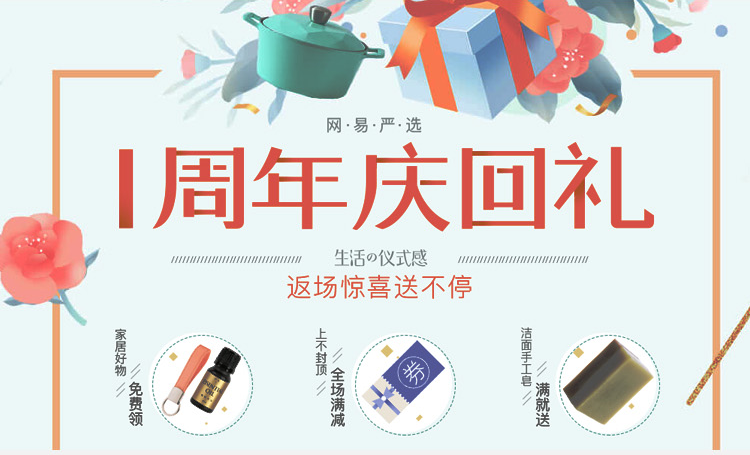 网·易·严·选
1周年庆回礼
生活の仪式感
返场惊喜送不停
家居好物
免费领
上不封顶
全场满减
券
洁面手工皂
满就送